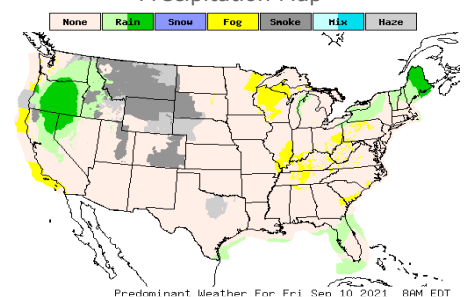 Precipitation Map
None Rain Snow Fog Smoke Mix Haze
Predominant Weather For Fri Sep 10 2021 8AM EDT